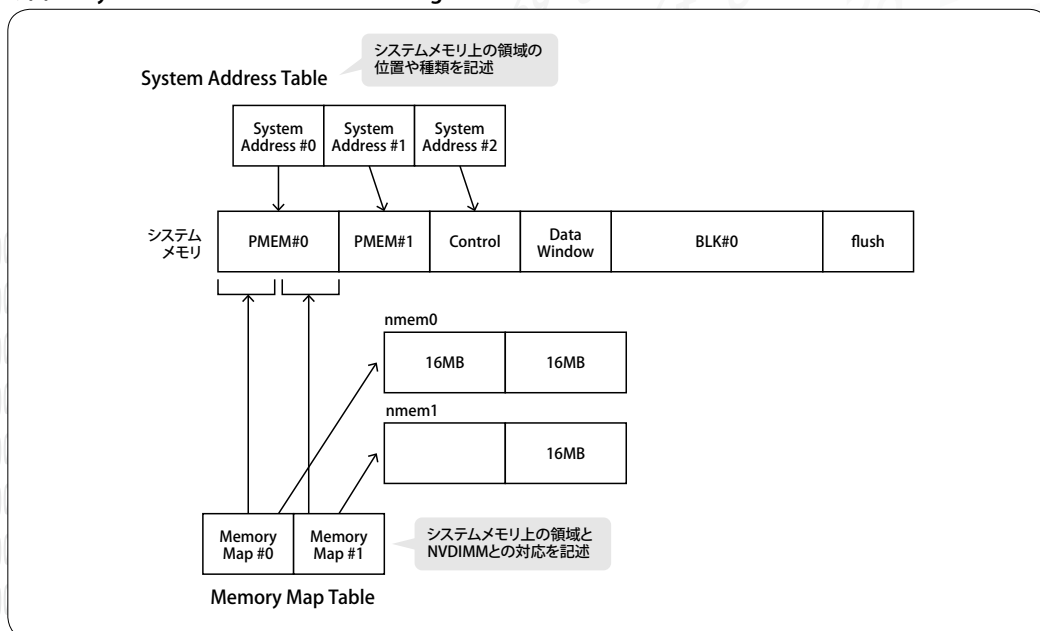 システムメモリ上の領域の
位置や種類を記述
System Address Table
System
Address #0
System
Address #1
System
Address #2
システム
メモリ
PMEM#0
PMEM#1
Control
Data
Window
BLK#0
flush
nmem0
16MB
16MB
nmem1
16MB
Memory
Map #0
Memory
Map #1
システムメモリ上の領域と
NVDIMMとの対応を記述
Memory Map Table